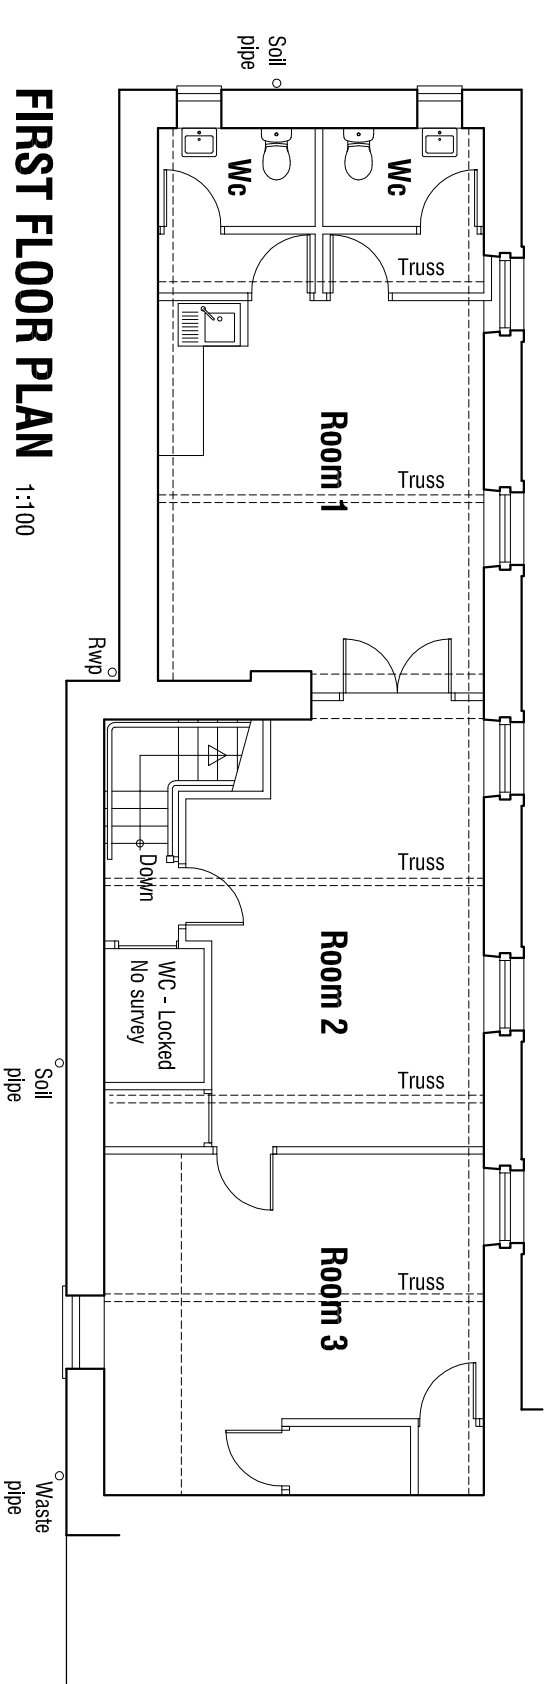 Soil
pipe
Wc
Wc
Truss
Room 1
Truss
Rwp
Down
Truss
Room 2
WC - Locked
No survey
Truss
Soil
pipe
Room 3
Truss
Waste
pipe
FIRST FLOOR PLAN 1:100